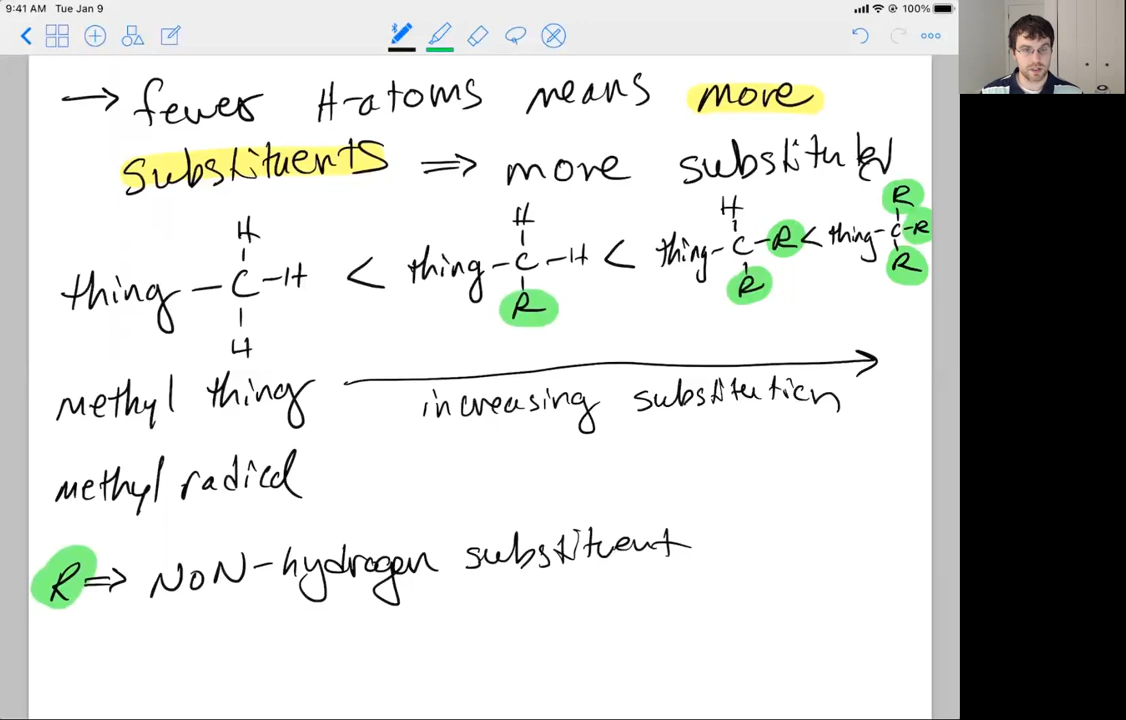 9:41 AM Tue Jan 9
100%
→ fewer H-atoms means more
substituents ⇒ more substituted
H H H R
thing-C-H < thing-C-H < thing-C-R < thing-C-R
H R R R
methyl thing increasing substitution
methyl radical
R ⇒ NON-hydrogen substituent